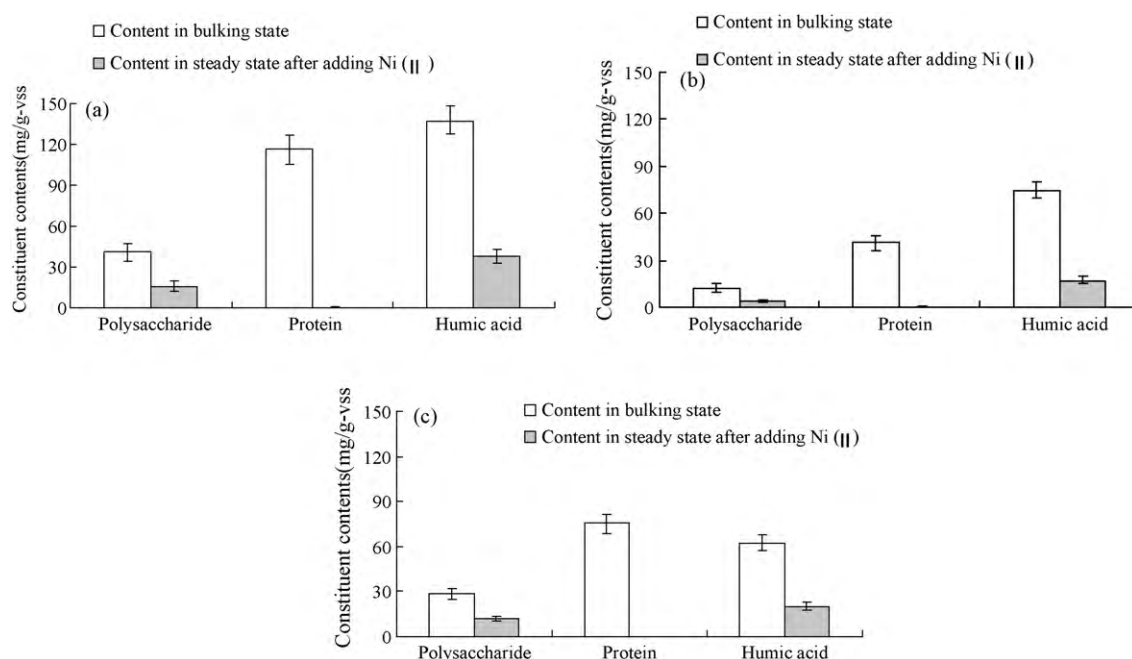 Content in bulking state
Content in steady state after adding Ni (II)
(a)
Constituent contents(mg/g-vss)
150
120
90
60
30
0
Polysaccharide Protein Humic acid
Content in bulking state
Content in steady state after adding Ni (II)
(b)
Constituent contents(mg/g-vss)
150
120
90
60
30
0
Polysaccharide Protein Humic acid
Content in bulking state
Content in steady state after adding Ni (II)
(c)
Constituent contents(mg/g-vss)
150
120
90
60
30
0
Polysaccharide Protein Humic acid